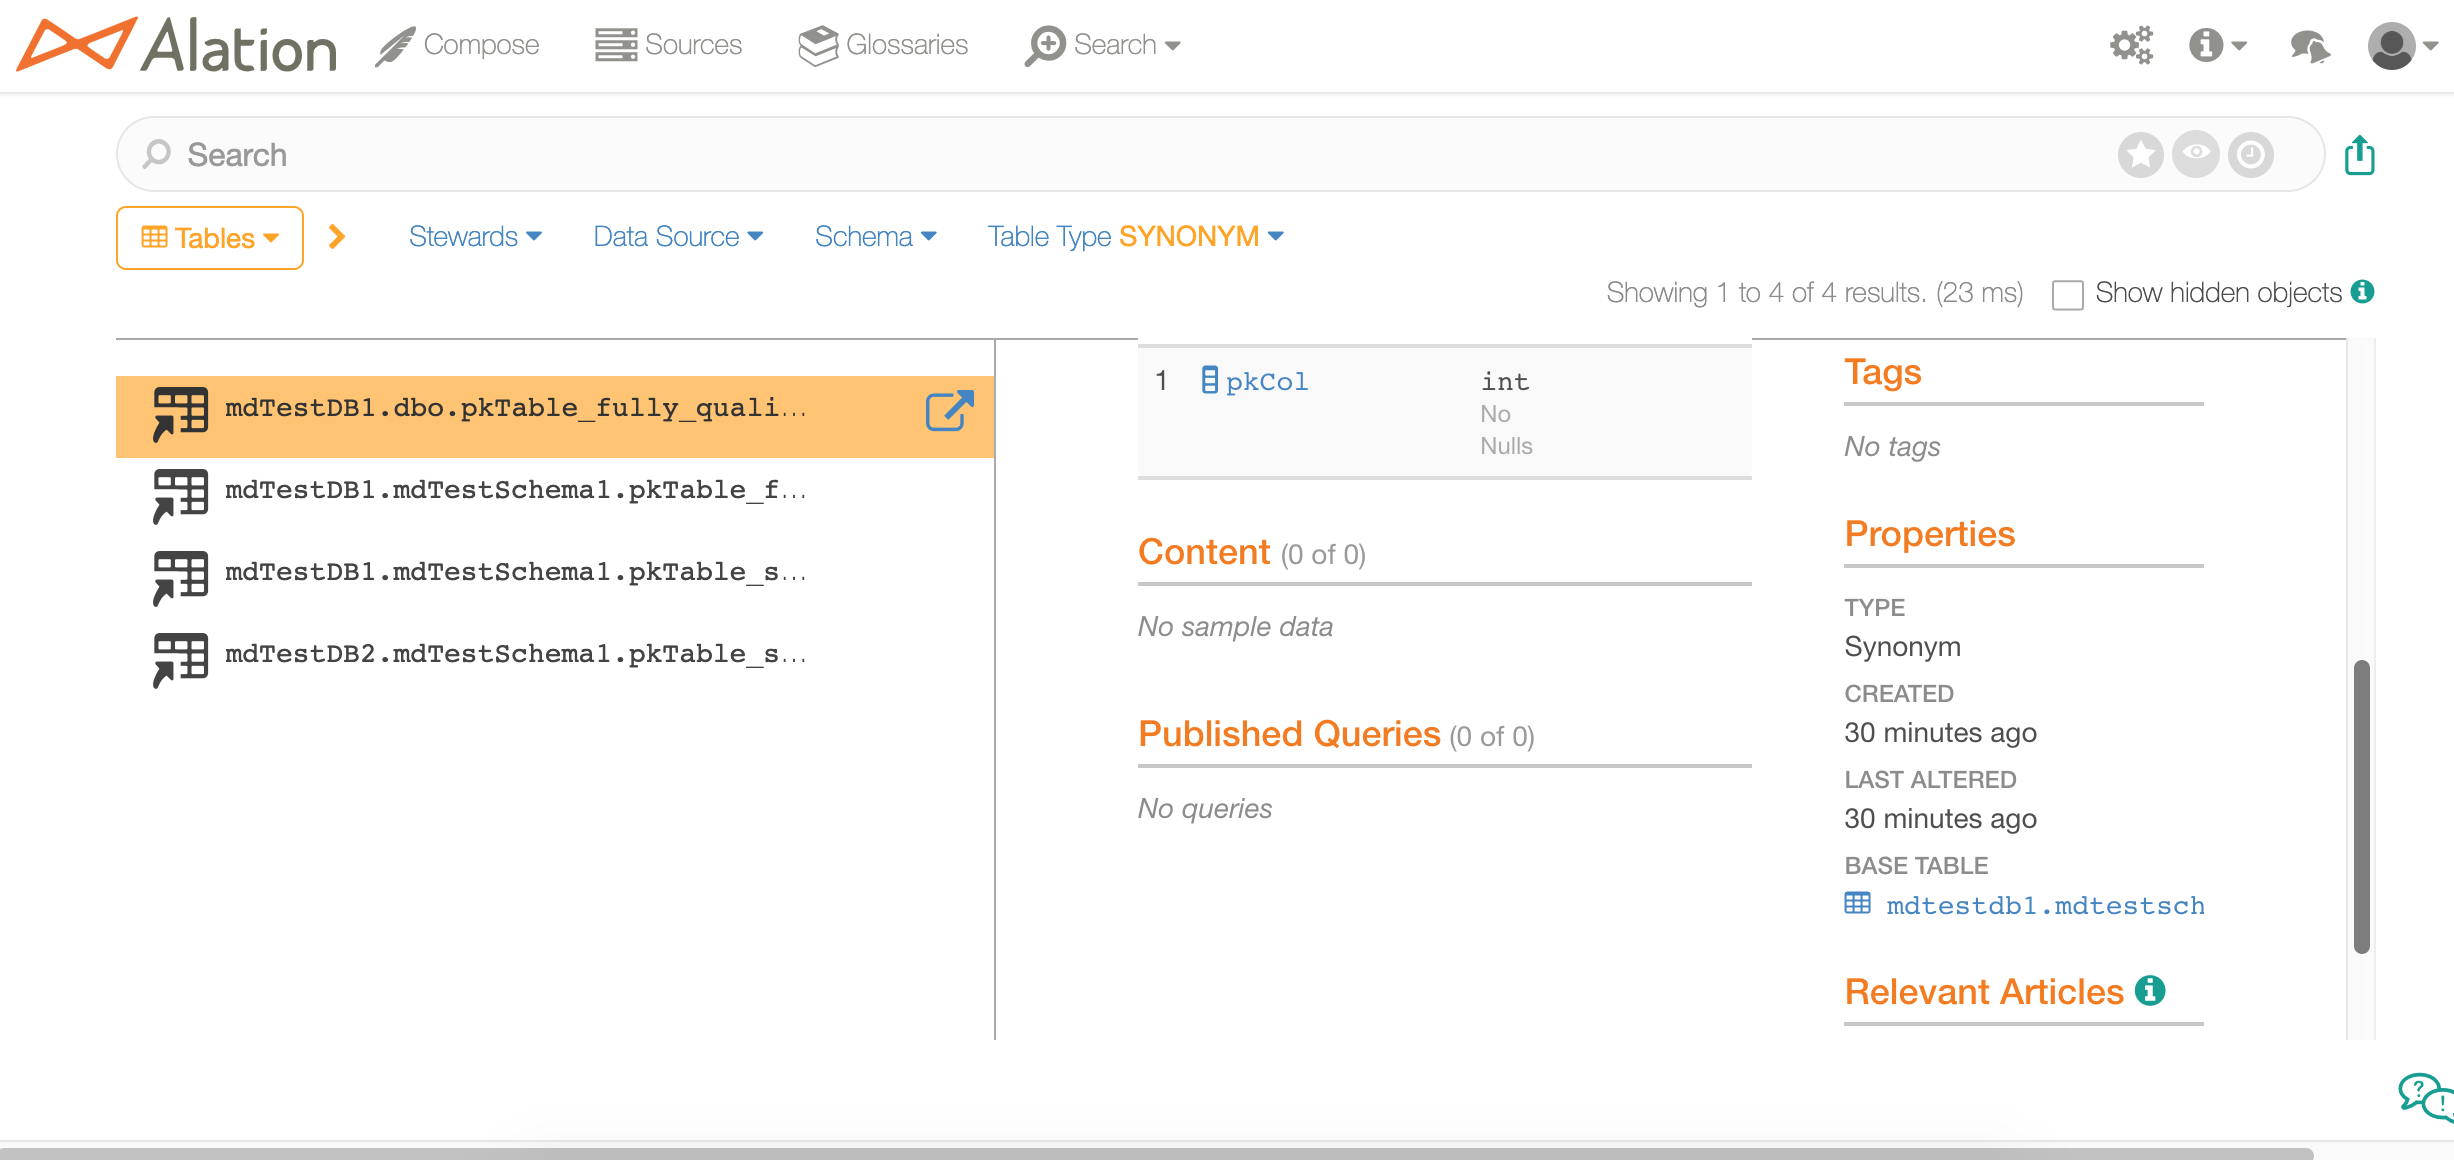 Alation Compose Sources Glossaries Search
Search
Tables Stewards Data Source Schema Table Type SYNONYM
Showing 1 to 4 of 4 results. (23 ms) Show hidden objects
mdTestDB1.dbo.pkTable_fully_quali...
mdTestDB1.mdTestSchema1.pkTable_f...
mdTestDB1.mdTestSchema1.pkTable_s...
mdTestDB2.mdTestSchema1.pkTable_s...
1 pkCol int
No
Nulls
Content (0 of 0)
No sample data
Published Queries (0 of 0)
No queries
Tags
No tags
Properties
TYPE
Synonym
CREATED
30 minutes ago
LAST ALTERED
30 minutes ago
BASE TABLE
mdtestdb1.mdtestsch
Relevant Articles